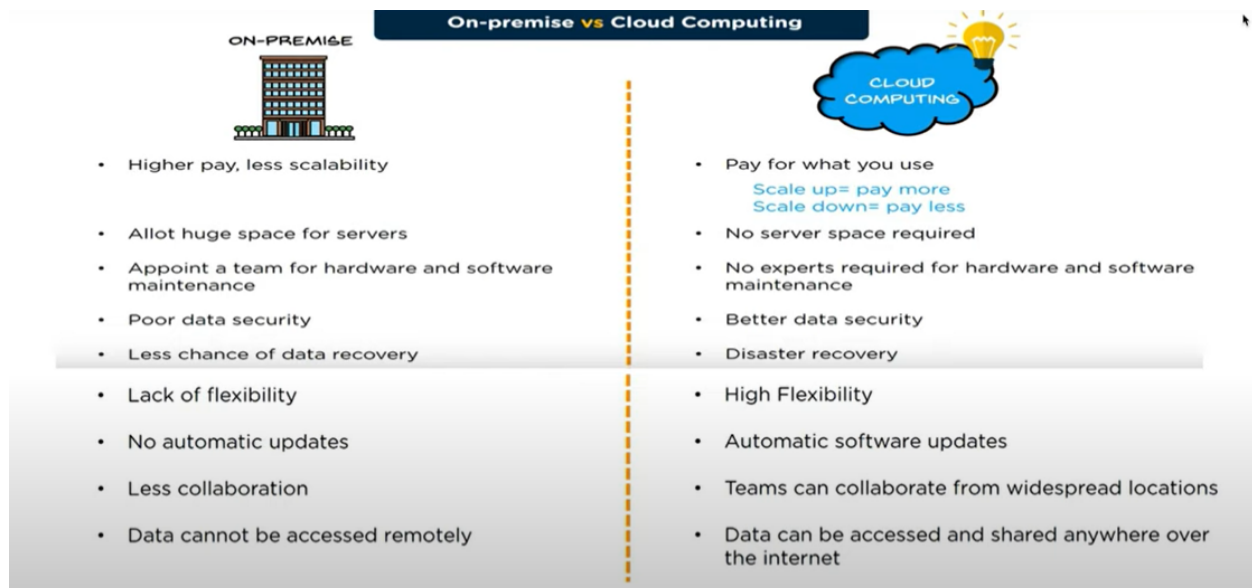 On-premise vs Cloud Computing
ON-PREMISE
• Higher pay, less scalability
• Allot huge space for servers
• Appoint a team for hardware and software
maintenance
• Poor data security
• Less chance of data recovery
• Lack of flexibility
• No automatic updates
• Less collaboration
• Data cannot be accessed remotely
CLOUD
COMPUTING
• Pay for what you use
Scale up= pay more
Scale down= pay less
• No server space required
• No experts required for hardware and software
maintenance
• Better data security
• Disaster recovery
• High Flexibility
• Automatic software updates
• Teams can collaborate from widespread locations
• Data can be accessed and shared anywhere over
the internet